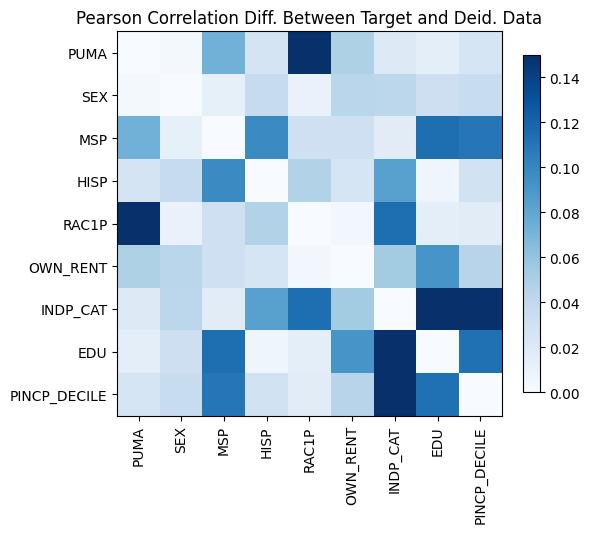 Pearson Correlation Diff. Between Target and Deid. Data
PUMA
SEX
MSP
HISP
RAC1P
OWN_RENT
INDP_CAT
EDU
PINCP_DECILE
PUMA
SEX
MSP
HISP
RAC1P
OWN_RENT
INDP_CAT
EDU
PINCP_DECILE
0.14
0.12
0.10
0.08
0.06
0.04
0.02
0.00